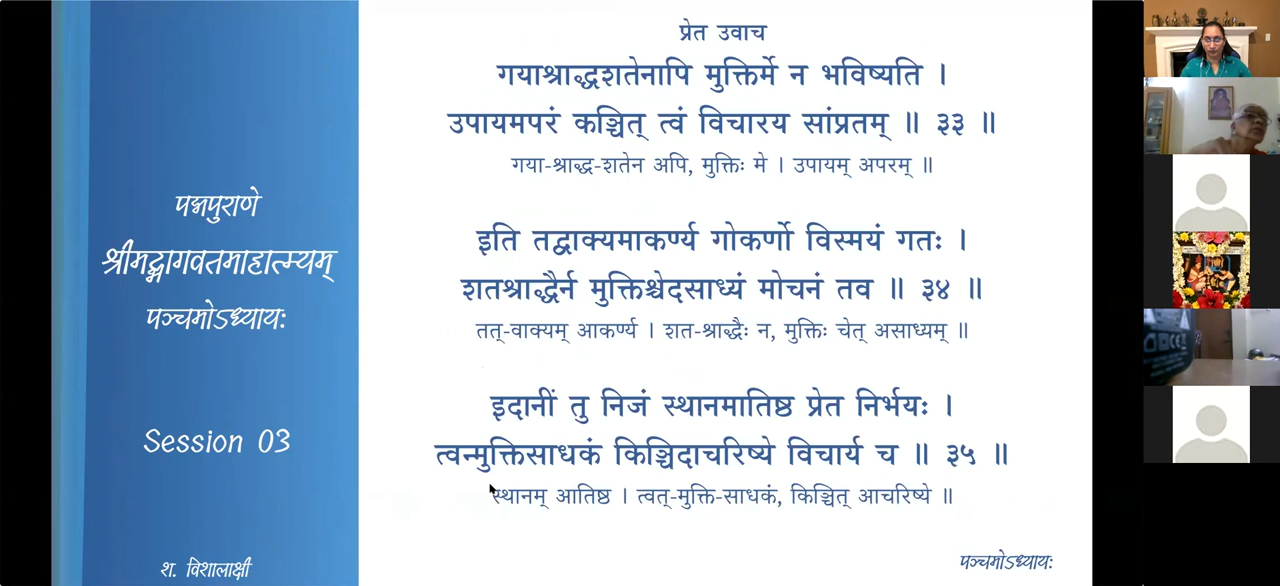 पद्मपुराणे
श्रीमद्भागवतमाहात्म्यम्
पञ्चमोऽध्यायः
Session 03
श. विशालाक्षी
प्रेत उवाच
गयाश्राद्धशतेनापि मुक्तिर्मे न भविष्यति ।
उपायमपरं कञ्चित् त्वं विचारय सांप्रतम् ॥ ३३ ॥
गया-श्राद्ध-शतेन अपि, मुक्तिः मे । उपायम् अपरम् ॥
इति तद्वाक्यमाकर्ण्य गोकर्णो विस्मयं गतः ।
शतश्राद्धैर्न मुक्तिश्चेदसाध्यं मोचनं तव ॥ ३४ ॥
तत्-वाक्यम् आकर्ण्य । शत-श्राद्धैः न, मुक्तिः चेत् असाध्यम् ॥
इदानीं तु निजं स्थानमातिष्ठ प्रेत निर्भयः ।
त्वन्मुक्तिसाधकं किञ्चिदाचरिष्ये विचार्य च ॥ ३५ ॥
स्थानम् आतिष्ठ । त्वत्-मुक्ति-साधकं, किञ्चित् आचरिष्ये ॥
पञ्चमोऽध्यायः